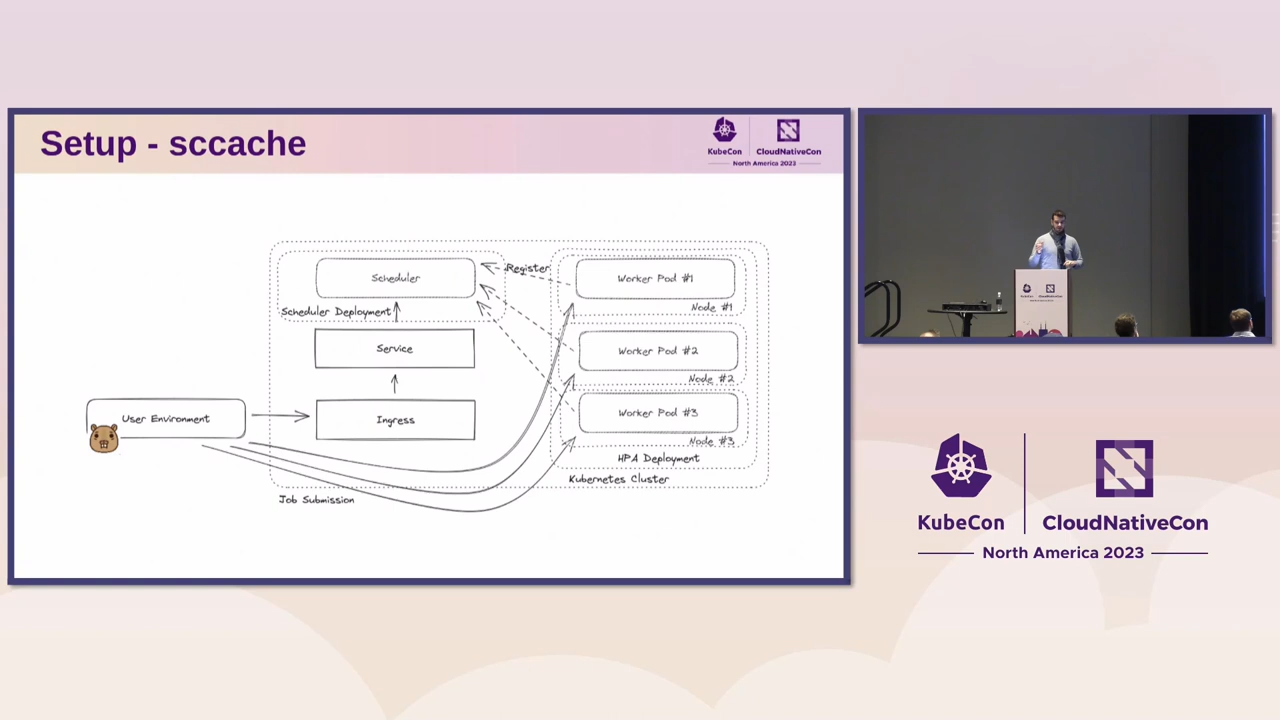 Setup - sccache
KubeCon
CloudNativeCon
North America 2023
Scheduler
Register
Worker Pod #1
Node #1
Scheduler Deployment
Service
Worker Pod #2
Node #2
User Environment
Ingress
Worker Pod #3
Node #3
HPA Deployment
Kubernetes Cluster
Job Submission
KubeCon
CloudNativeCon
North America 2023